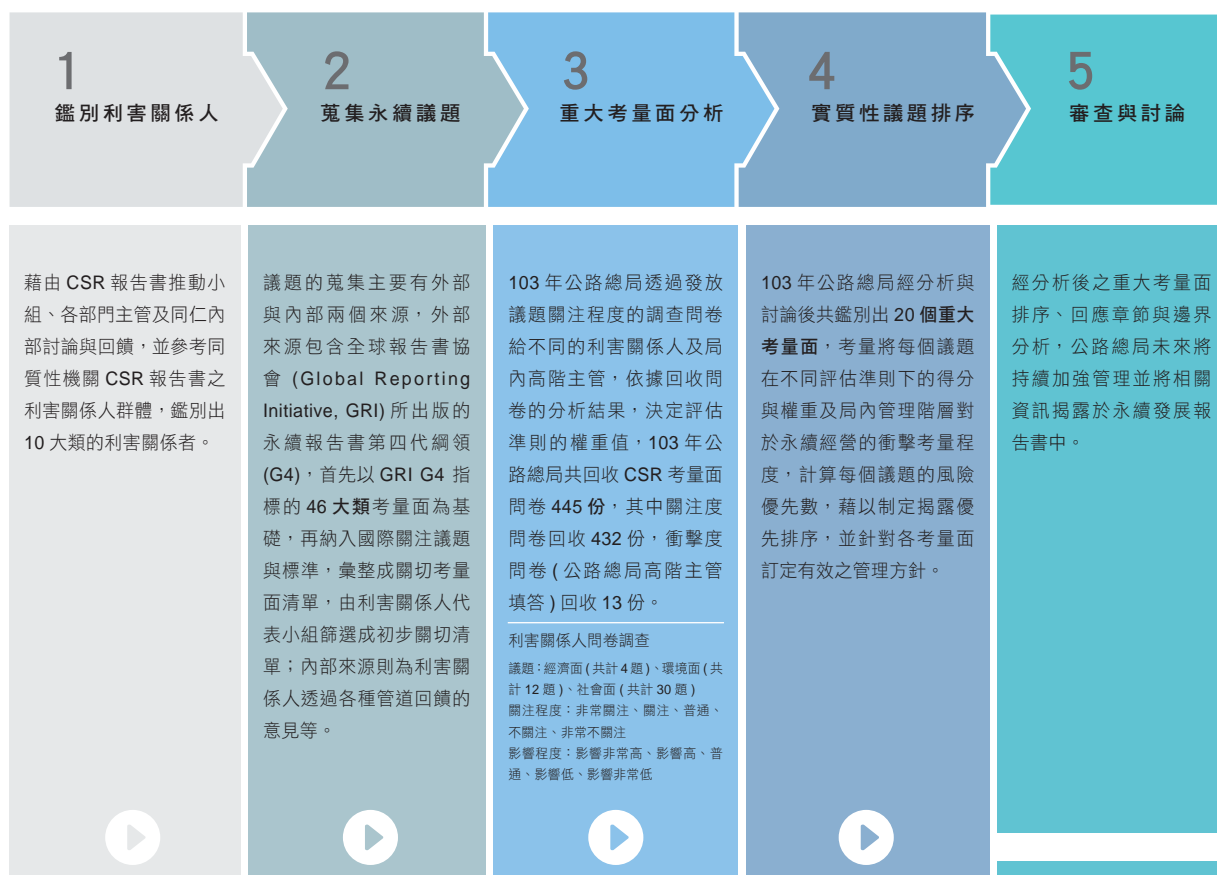 1
鑑別利害關係人
2
蒐集永續議題
3
重大考量面分析
4
實質性議題排序
5
審查與討論
藉由 CSR 報告書推動小
組、各部門主管及同仁內
部討論與回饋，並參考同
質性機關 CSR 報告書之
利害關係人群體，鑑別出
10 大類的利害關係者。
議題的蒐集主要有外部
與內部兩個來源，外部
來源包含全球報告書協
會 (Global Reporting
Initiative, GRI) 所出版的
永續報告書第四代綱領
(G4)，首先以 GRI G4 指
標的 46 大類考量面為基
礎，再納入國際關注議題
與標準，彙整成關切考量
面清單，由利害關係人代
表小組篩選成初步關切清
單；內部來源則為利害關
係人透過各種管道回饋的
意見等。
103 年公路總局透過發放
議題關注程度的調查問卷
給不同的利害關係人及局
內高階主管，依據回收問
卷的分析結果，決定評估
準則的權重值，103 年公
路總局共回收 CSR 考量面
問卷 445 份，其中關注度
問卷回收 432 份，衝擊度
問卷 ( 公路總局高階主管
填答 ) 回收 13 份。
利害關係人問卷調查
議題：經濟面 ( 共計 4 題 )、環境面 ( 共
計 12 題 )、社會面 ( 共計 30 題 )
關注程度：非常關注、關注、普通、
不關注、非常不關注
影響程度：影響非常高、影響高、普
通、影響低、影響非常低
103 年公路總局經分析與
討論後共鑑別出 20 個重大
考量面，考量將每個議題
在不同評估準則下的得分
與權重及局內管理階層對
於永續經營的衝擊考量程
度，計算每個議題的風險
優先數，藉以制定揭露優
先排序，並針對各考量面
訂定有效之管理方針。
經分析後之重大考量面
排序、回應章節與邊界
分析，公路總局未來將
持續加強管理並將相關
資訊揭露於永續發展報
告書中。